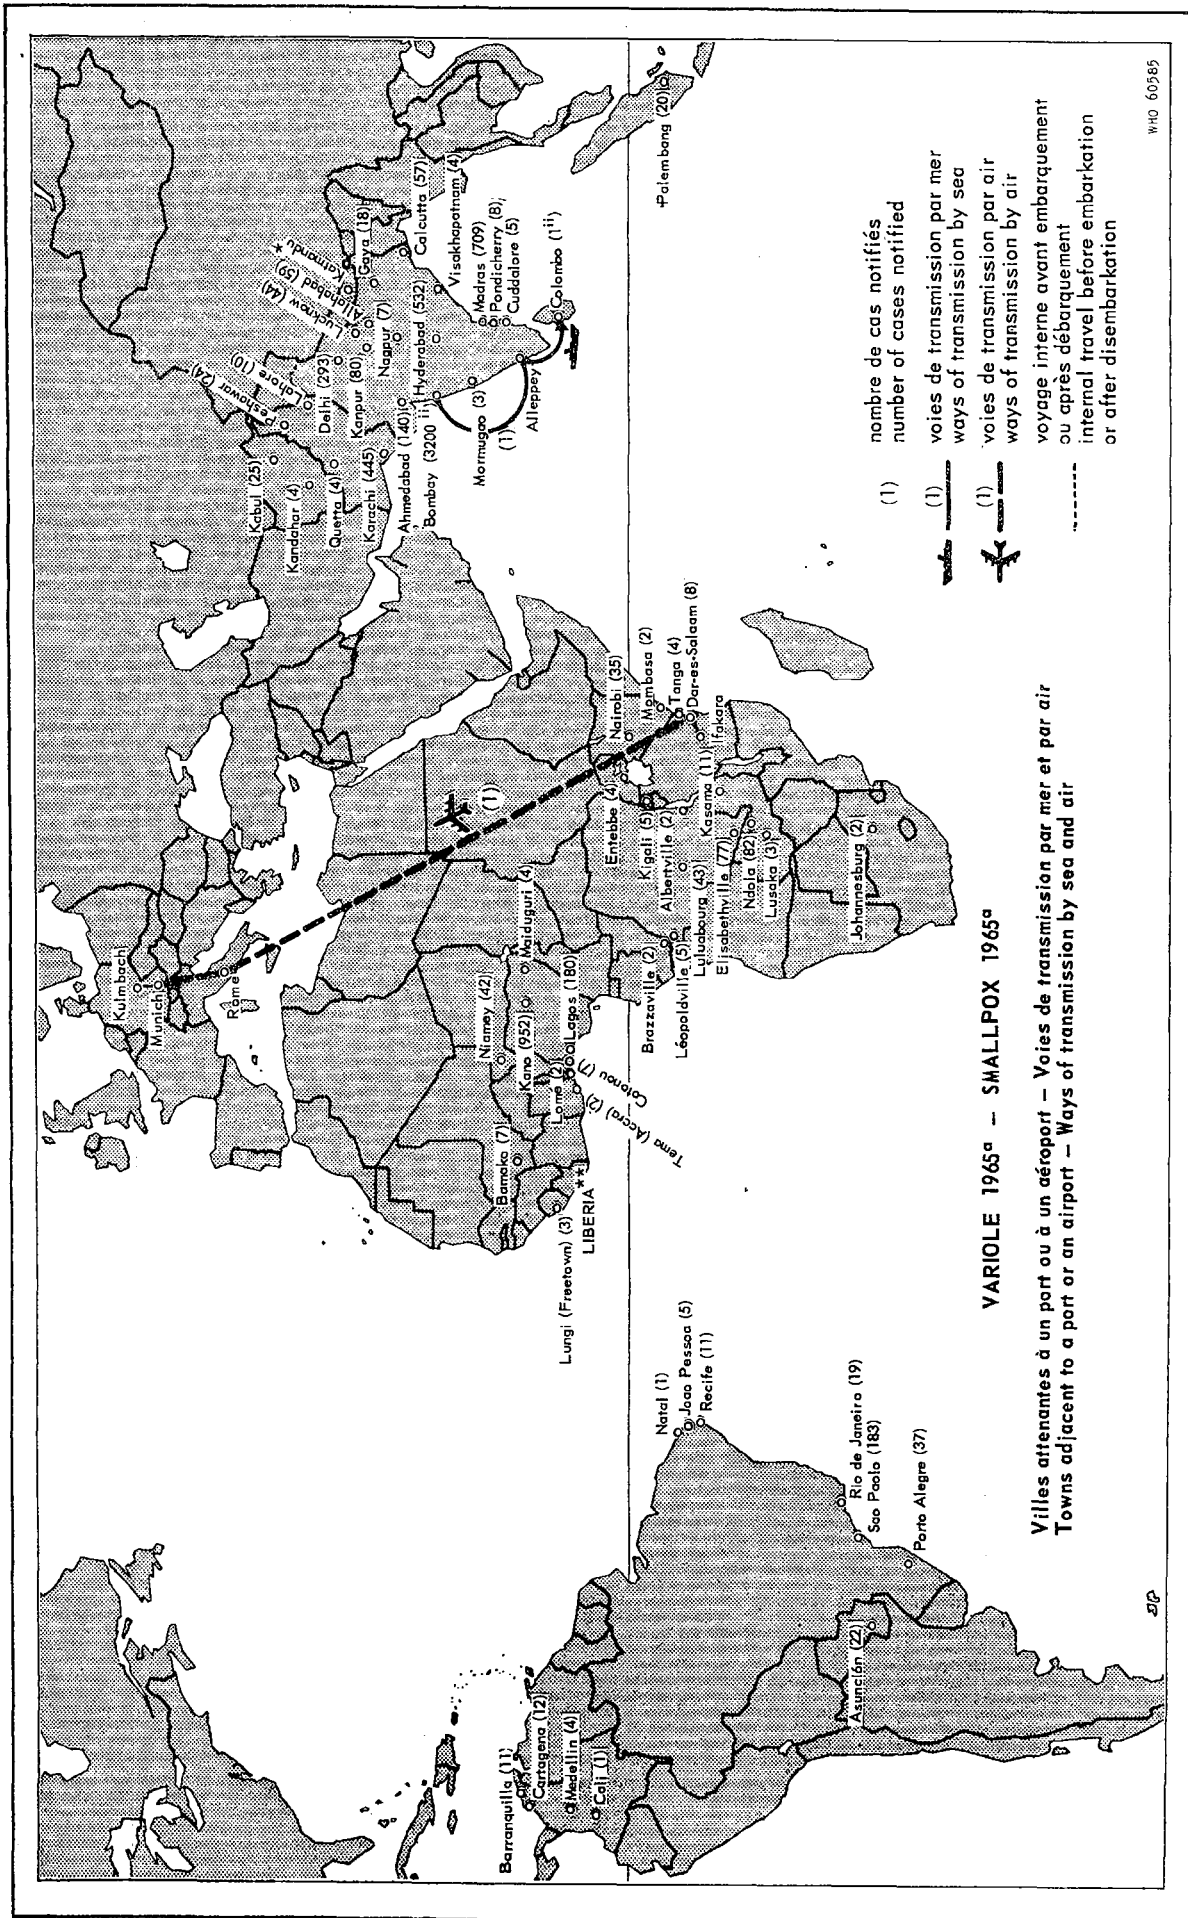 Kulmbach
Munich
Rome
Kabul (25)
Kandahar (4)
Quetta (4)
Karachi (445)
Ahmedabad (140)
Bombay (3200
Peshawar (24)
Lahore (10)
Delhi (293)
Kanpur (80)
Nagpur (7)
Hyderabad (532)
Lucknow (44)
Allahabad (59)
Katmandu *
Gaya (18)
Calcutta (57)
Visakhapatnam (4)
Madras (709)
Pondicherry (8)
Cuddalore (5)
Colombo (1ii)
Mormugao (3)
(1)
Alleppey
Palembang (20)
(1)
Niamey (42)
Kano (952)
Maiduguri (4)
Lome (2)
Lagos (180)
Cotonou (7)
Tema (Accra) (2)
Bamako (7)
Lungi (Freetown) (3)
LIBERIA**
Entebbe (4)
Nairobi (35)
Mombasa (2)
Tanga (4)
Dar-es-Salaam (8)
Ifakara
Kigali (5)
Albertville (2)
Kasama (11)
Brazzaville (2)
Léopoldville (5)
Luluabourg (43)
Elisabethville (77)
Ndola (82)
Lusaka (3)
Johannesburg (2)
Barranquilla (11)
Cartagena (12)
Medellin (4)
Cali (1)
Natal (1)
Joao Pessoa (5)
Recife (11)
Rio de Janeiro (19)
Sao Paolo (183)
Porto Alegre (37)
Asunción (22)
(1) nombre de cas notifiés
number of cases notified
(1) voies de transmission par mer
ways of transmission by sea
(1) voies de transmission par air
ways of transmission by air
voyage interne avant embarquement
ou après débarquement
internal travel before embarkation
or after disembarkation
VARIOLE 1965a – SMALLPOX 1965a
Villes attenantes à un port ou à un aéroport – Voies de transmission par mer et par air
Towns adjacent to a port or an airport – Ways of transmission by sea and air
WHO 60585